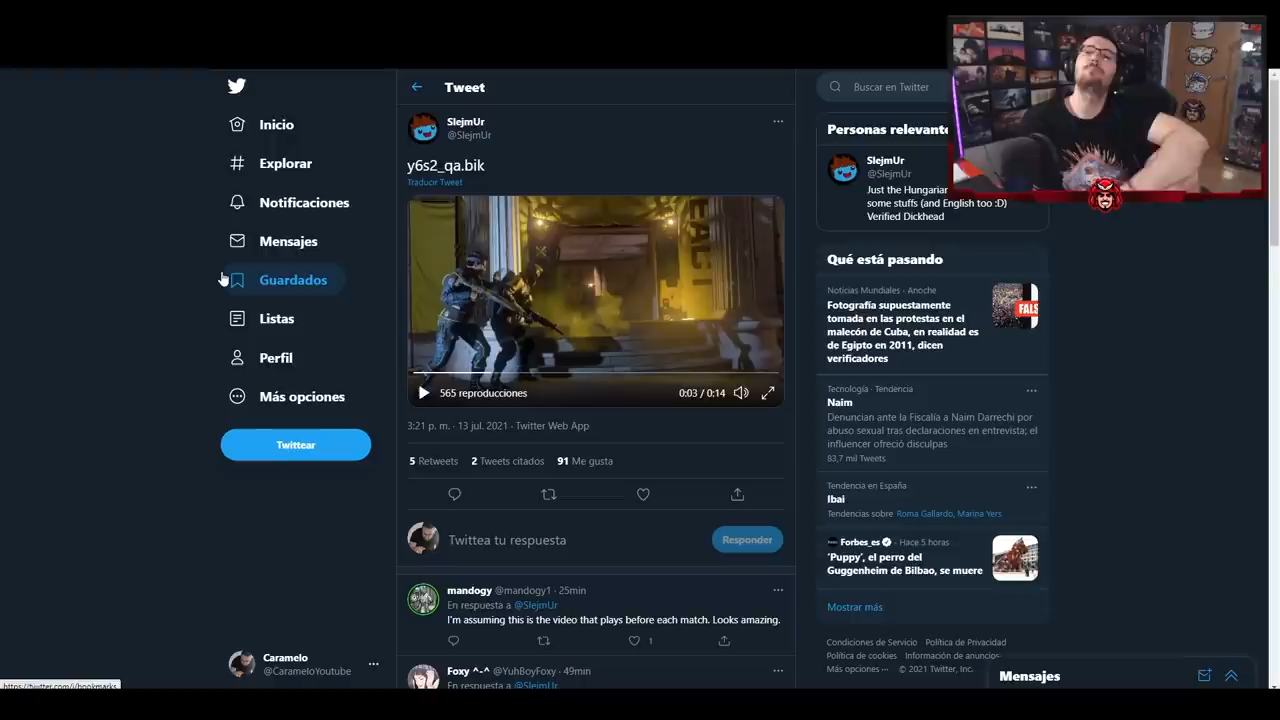 Inicio
Explorar
Notificaciones
Mensajes
Guardados
Listas
Perfil
Más opciones
Twittear
Caramelo
@CarameloYoutube
https://twitter.com/i/bookmarks
Tweet
SlejmUr
@SlejmUr
y6s2_qa.bik
Traducir Tweet
565 reproducciones
0:03 / 0:14
3:21 p. m. · 13 jul. 2021 · Twitter Web App
5 Retweets 2 Tweets citados 91 Me gusta
Twittea tu respuesta
Responder
mandogy @mandogy1 · 25min
En respuesta a @SlejmUr
I'm assuming this is the video that plays before each match. Looks amazing.
1
Foxy ^-^ @YuhBoyFoxy · 49min
En respuesta a @SlejmUr
Buscar en Twitter
Personas relevante
SlejmUr
@SlejmUr
Just the Hungarian
some stuffs (and English too :D)
Verified Dickhead
Qué está pasando
Noticias Mundiales · Anoche
Fotografía supuestamente
tomada en las protestas en el
malecón de Cuba, en realidad es
de Egipto en 2011, dicen
verificadores
FALS
Tecnología · Tendencia
Naim
Denuncian ante la Fiscalía a Naim Darrechi por
abuso sexual tras declaraciones en entrevista; el
influencer ofreció disculpas
83,7 mil Tweets
Tendencia en España
Ibai
Tendencias sobre Roma Gallardo, Marina Yers
Forbes_es · Hace 5 horas
'Puppy', el perro del
Guggenheim de Bilbao, se muere
Mostrar más
Condiciones de Servicio Política de Privacidad
Política de cookies Información de anuncios
Más opciones ··· © 2021 Twitter, Inc.
Mensajes